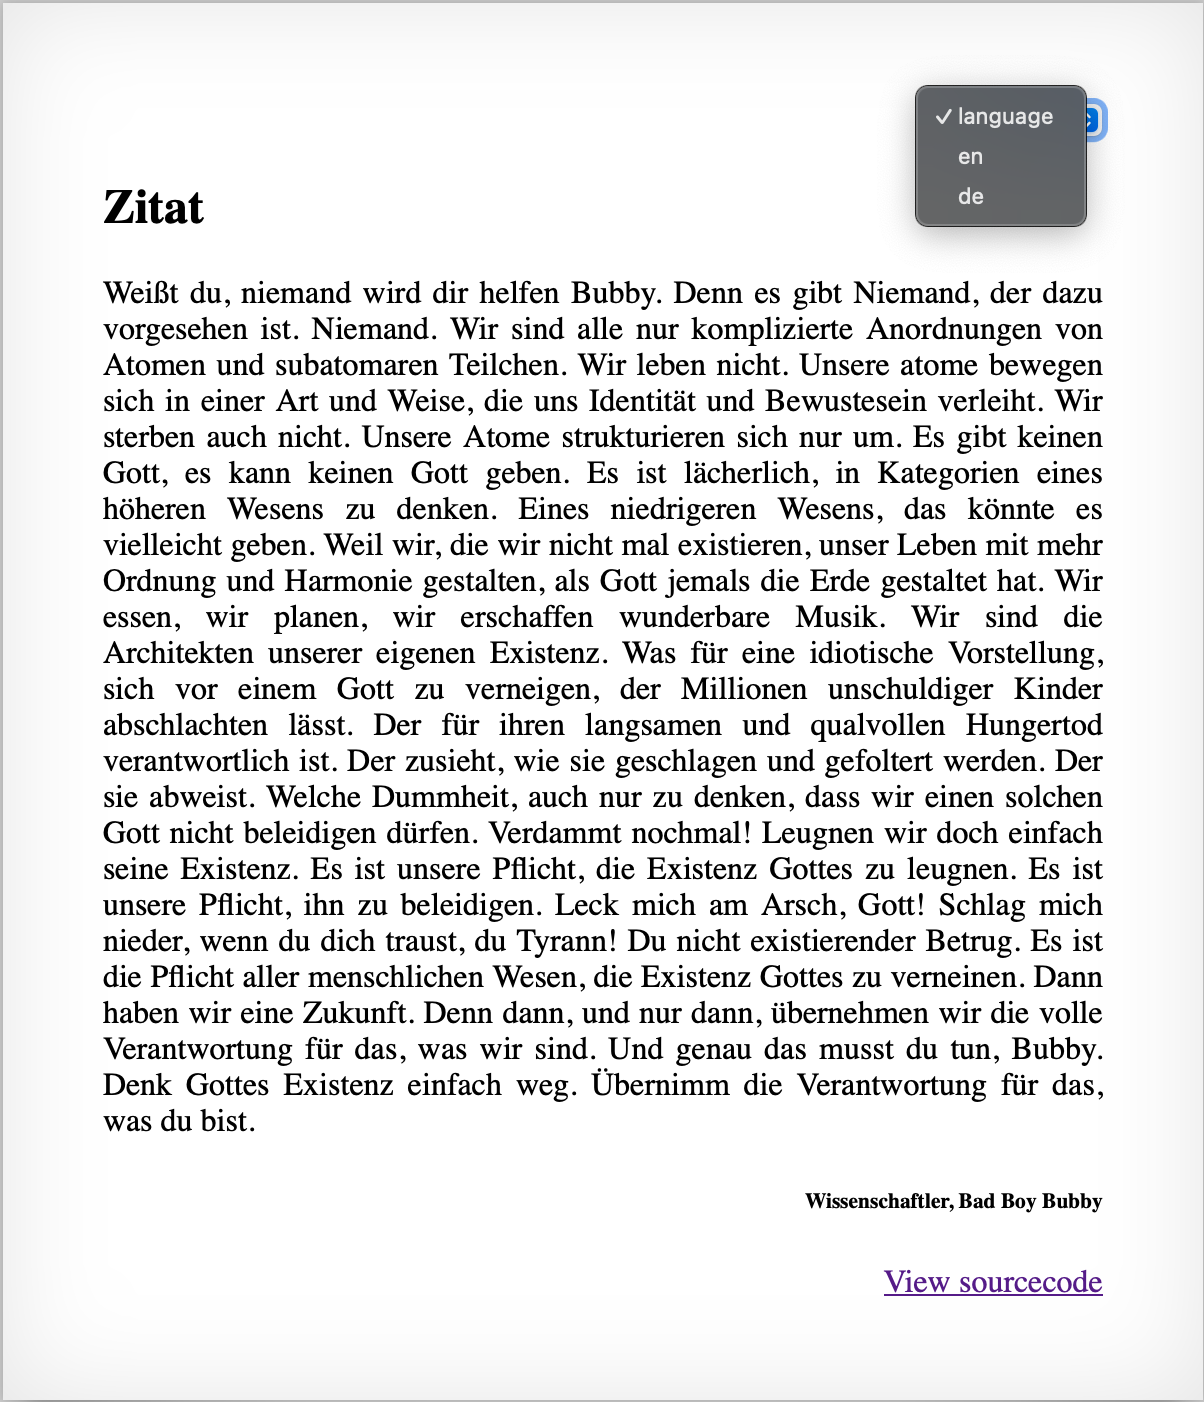 language
en
de
Zitat
Weißt du, niemand wird dir helfen Bubby. Denn es gibt Niemand, der dazu
vorgesehen ist. Niemand. Wir sind alle nur komplizierte Anordnungen von
Atomen und subatomaren Teilchen. Wir leben nicht. Unsere atome bewegen
sich in einer Art und Weise, die uns Identität und Bewustesein verleiht. Wir
sterben auch nicht. Unsere Atome strukturieren sich nur um. Es gibt keinen
Gott, es kann keinen Gott geben. Es ist lächerlich, in Kategorien eines
höheren Wesens zu denken. Eines niedrigeren Wesens, das könnte es
vielleicht geben. Weil wir, die wir nicht mal existieren, unser Leben mit mehr
Ordnung und Harmonie gestalten, als Gott jemals die Erde gestaltet hat. Wir
essen, wir planen, wir erschaffen wunderbare Musik. Wir sind die
Architekten unserer eigenen Existenz. Was für eine idiotische Vorstellung,
sich vor einem Gott zu verneigen, der Millionen unschuldiger Kinder
abschlachten lässt. Der für ihren langsamen und qualvollen Hungertod
verantwortlich ist. Der zusieht, wie sie geschlagen und gefoltert werden. Der
sie abweist. Welche Dummheit, auch nur zu denken, dass wir einen solchen
Gott nicht beleidigen dürfen. Verdammt nochmal! Leugnen wir doch einfach
seine Existenz. Es ist unsere Pflicht, die Existenz Gottes zu leugnen. Es ist
unsere Pflicht, ihn zu beleidigen. Leck mich am Arsch, Gott! Schlag mich
nieder, wenn du dich traust, du Tyrann! Du nicht existierender Betrug. Es ist
die Pflicht aller menschlichen Wesen, die Existenz Gottes zu verneinen. Dann
haben wir eine Zukunft. Denn dann, und nur dann, übernehmen wir die volle
Verantwortung für das, was wir sind. Und genau das musst du tun, Bubby.
Denk Gottes Existenz einfach weg. Übernimm die Verantwortung für das,
was du bist.
Wissenschaftler, Bad Boy Bubby
View sourcecode